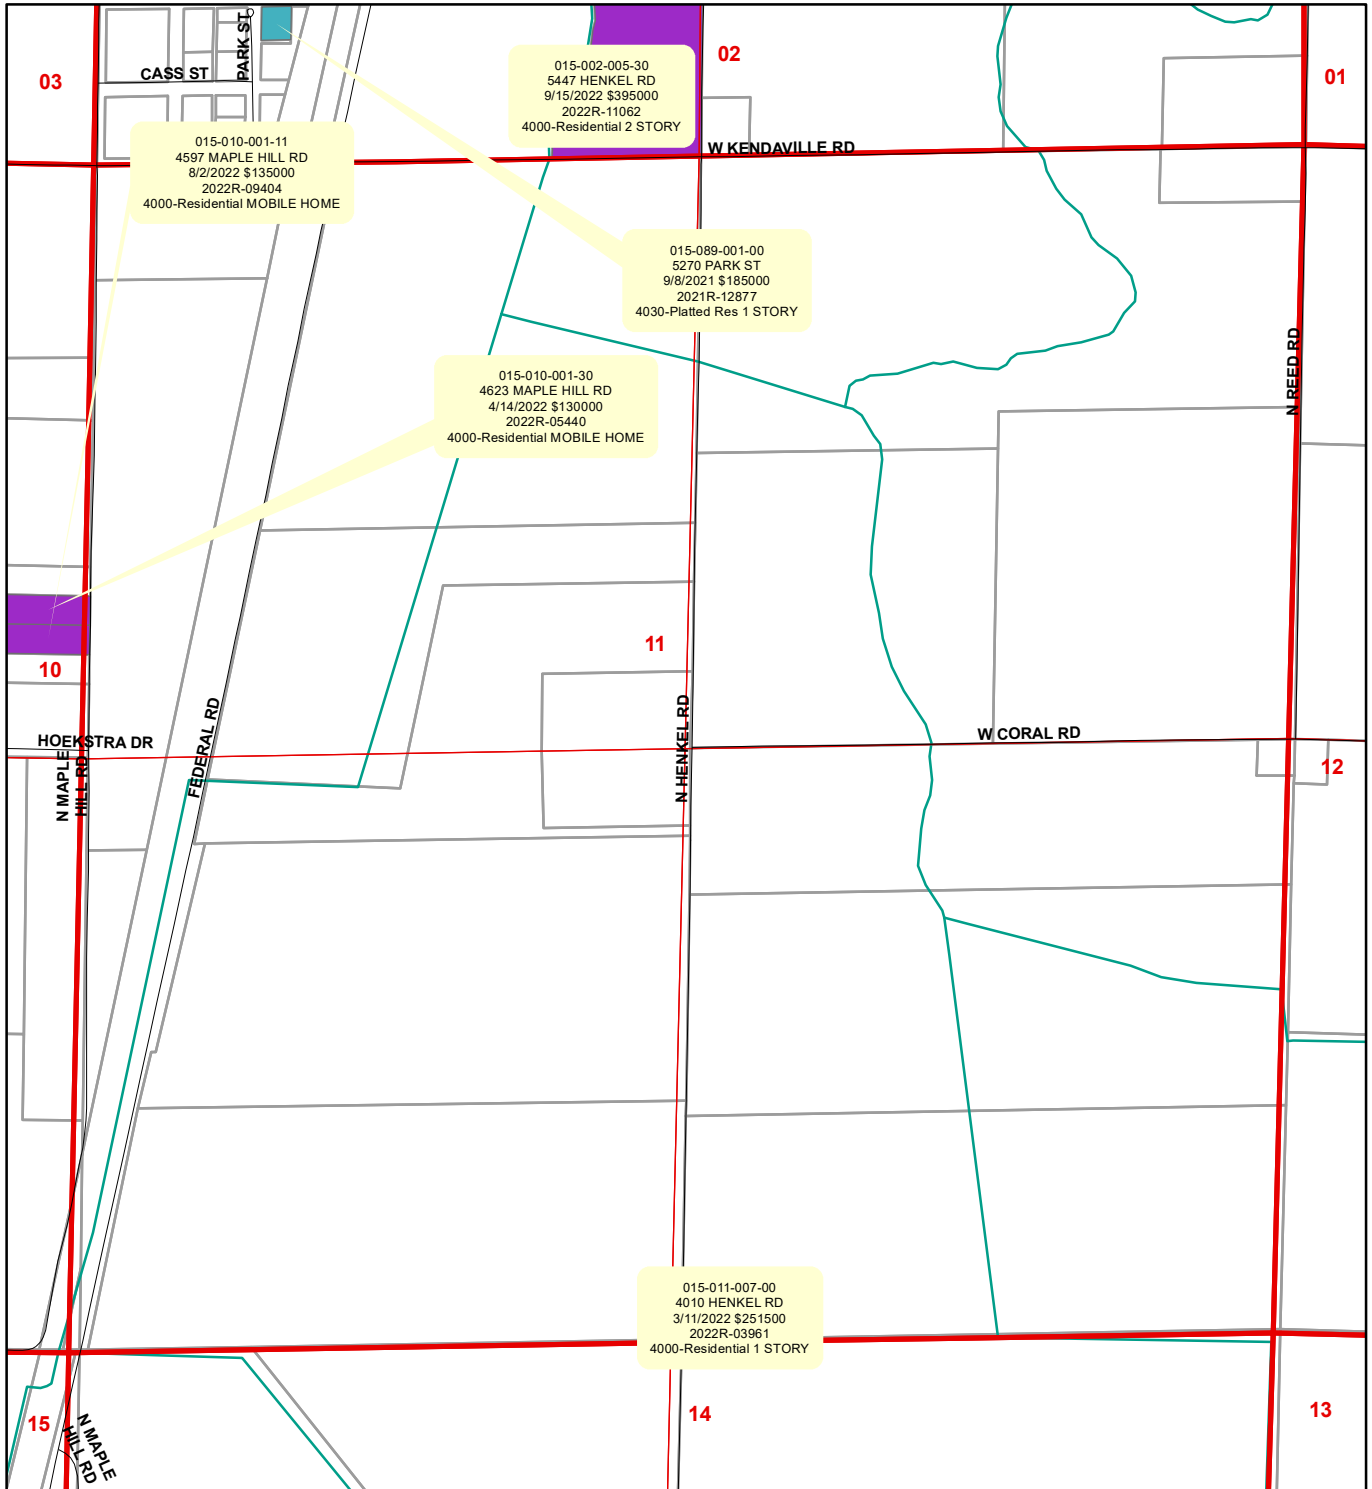 PARK ST
CASS ST
03
02
01
015-002-005-30
5447 HENKEL RD
9/15/2022 $395000
2022R-11062
4000-Residential 2 STORY
015-010-001-11
4597 MAPLE HILL RD
8/2/2022 $135000
2022R-09404
4000-Residential MOBILE HOME
W KENDAVILLE RD
015-089-001-00
5270 PARK ST
9/8/2021 $185000
2021R-12877
4030-Platted Res 1 STORY
N REED RD
015-010-001-30
4623 MAPLE HILL RD
4/14/2022 $130000
2022R-05440
4000-Residential MOBILE HOME
11
10
HOEKSTRA DR
N MAPLE
HILL RD
FEDERAL RD
N HENKEL RD
W CORAL RD
12
015-011-007-00
4010 HENKEL RD
3/11/2022 $251500
2022R-03961
4000-Residential 1 STORY
15
N MAPLE
HILL RD
14
13